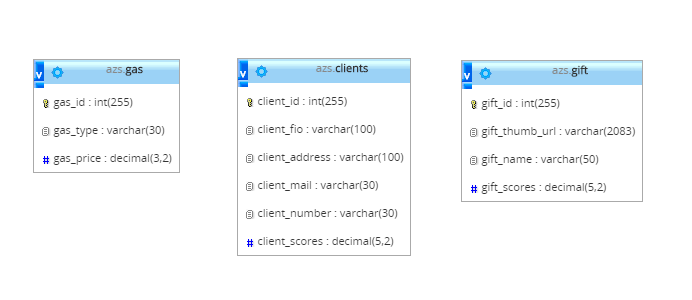 azs.gas
gas_id : int(255)
gas_type : varchar(30)
gas_price : decimal(3,2)
azs.clients
client_id : int(255)
client_fio : varchar(100)
client_address : varchar(100)
client_mail : varchar(30)
client_number : varchar(30)
client_scores : decimal(5,2)
azs.gift
gift_id : int(255)
gift_thumb_url : varchar(2083)
gift_name : varchar(50)
gift_scores : decimal(5,2)